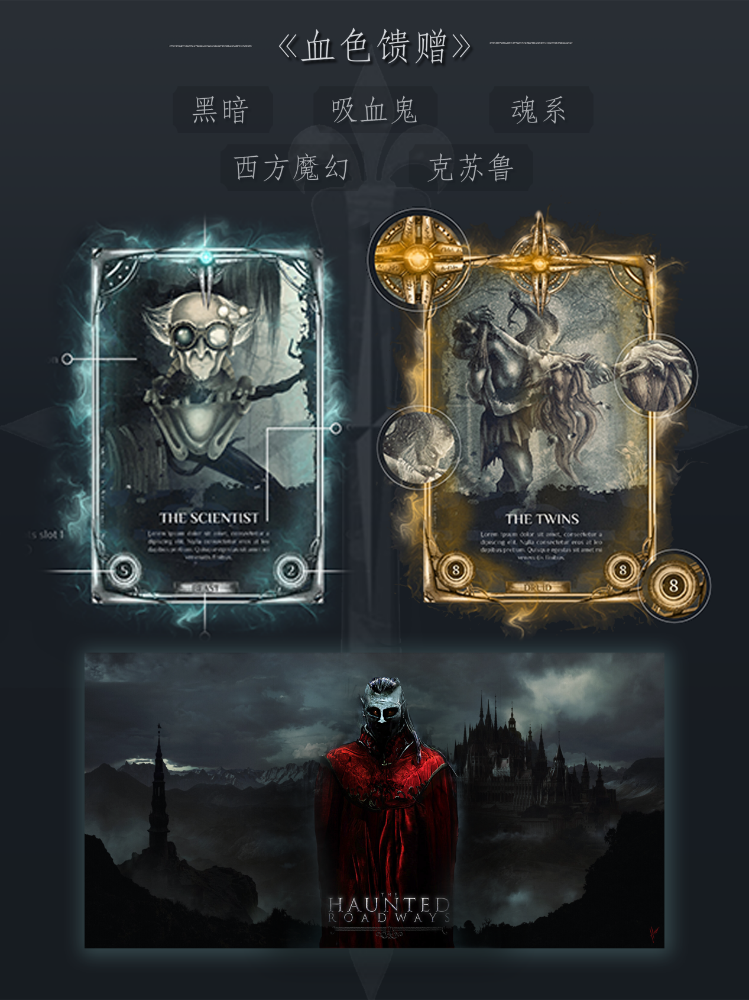 《血色馈赠》
黑暗 吸血鬼 魂系
西方魔幻 克苏鲁
ts slot 1
THE SCIENTIST
Lorem ipsum dolor sit amet, consectetur a
dipiscing elit. Nulla consectetur eros at leo
dapibus pretium. Quisque egestas sit amet
venenatis finibus.
5
2
BEAST
THE TWINS
Lorem ipsum dolor sit amet, consectetur a
dipiscing elit. Nulla consectetur eros at leo
dapibus pretium. Quisque egestas sit amet mi
venenatis finibus.
8
8
8
DRUID
THE
HAUNTED
ROADWAYS